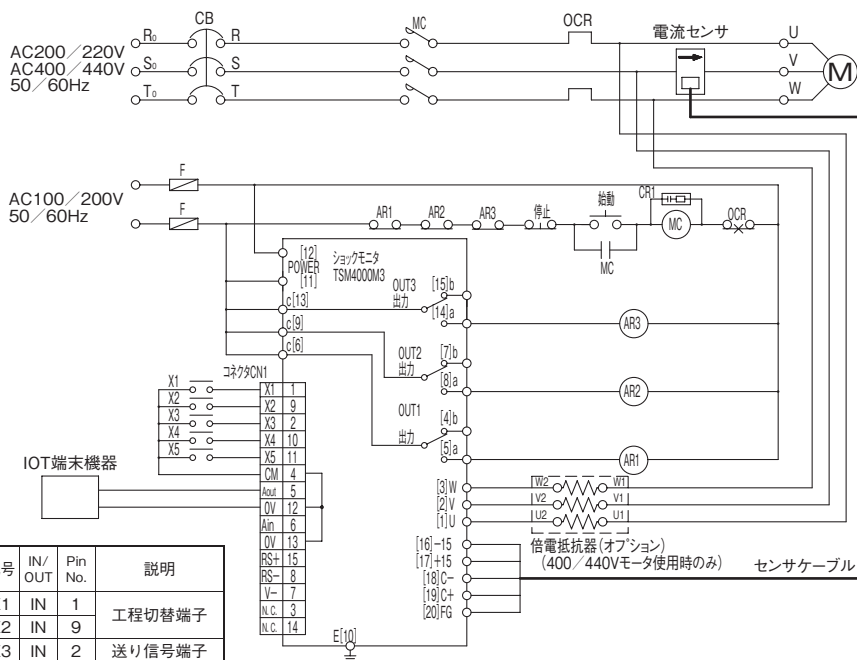 CB
MC
OCR
電流センサ
AC200／220V
AC400／440V
50／60Hz
R₀ R U
S₀ S V
T₀ T W
M
AC100／200V
50／60Hz
F
F
AR1 AR2 AR3 停止 始動 CR1 MC OCR
MC
[12]
POWER
[11]
ショックモニタ
TSM4000M3
c[13]
c[9]
c[6]
OUT3
出力
[15]b
[14]a
AR3
OUT2
出力
[7]b
[8]a
AR2
OUT1
出力
[4]b
[5]a
AR1
コネクタCN1
X1 X1 1
X2 X2 9
X3 X3 2
X4 X4 10
X5 X5 11
CM 4
Aout 5
0V 12
Ain 6
0V 13
RS+ 15
RS− 8
V− 7
N.C. 3
N.C. 14
IOT端末機器
[3]W W2 W1
[2]V V2 V1
[1]U U2 U1
倍電抵抗器(オプション)
(400／440Vモータ使用時のみ)
[16]−15
[17]+15
[18]C−
[19]C+
[20]FG
センサケーブル
E[10]
号 IN/OUT Pin No. 説明
1 IN 1 工程切替端子
2 IN 9
3 IN 2 送り信号端子